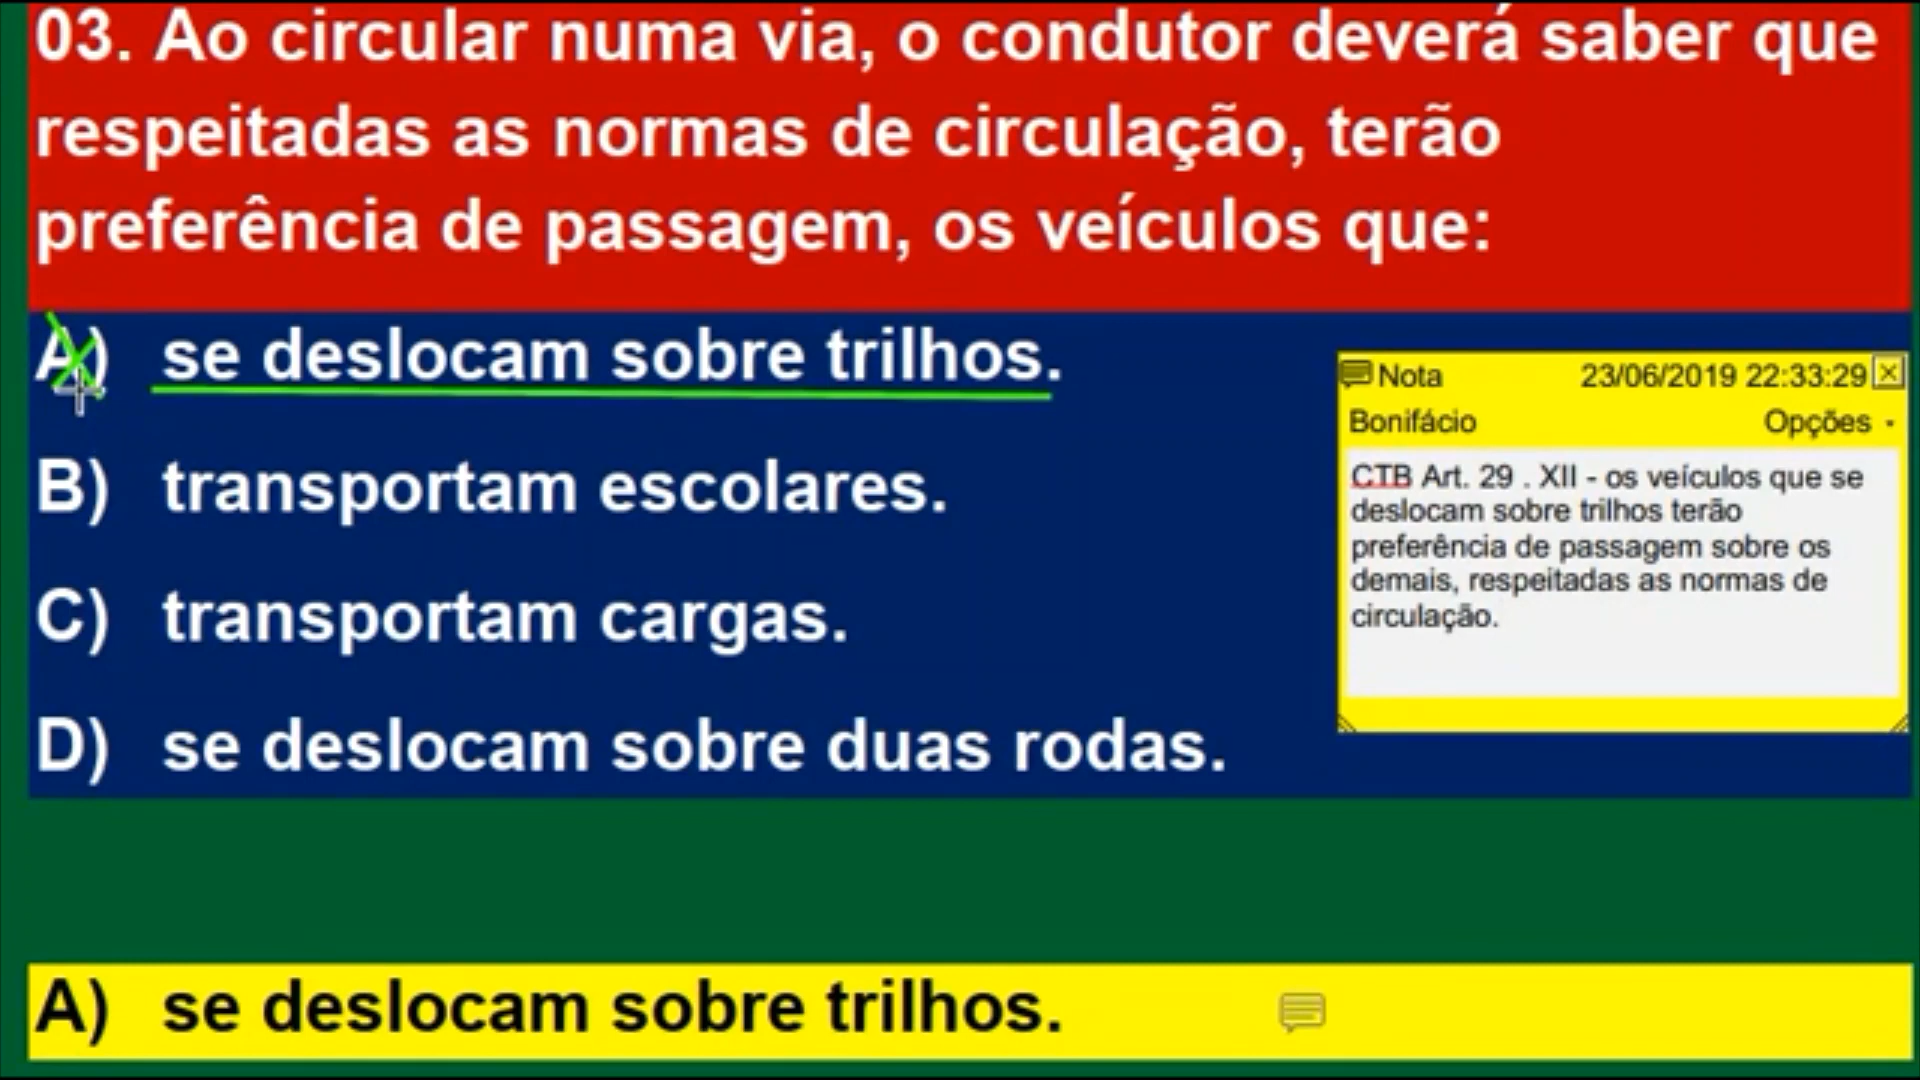 03. Ao circular numa via, o condutor deverá saber que
respeitadas as normas de circulação, terão
preferência de passagem, os veículos que:
A) se deslocam sobre trilhos.
B) transportam escolares.
C) transportam cargas.
D) se deslocam sobre duas rodas.
Nota 23/06/2019 22:33:29
Bonifácio Opções
CTB Art. 29 . XII - os veículos que se
deslocam sobre trilhos terão
preferência de passagem sobre os
demais, respeitadas as normas de
circulação.
A) se deslocam sobre trilhos.